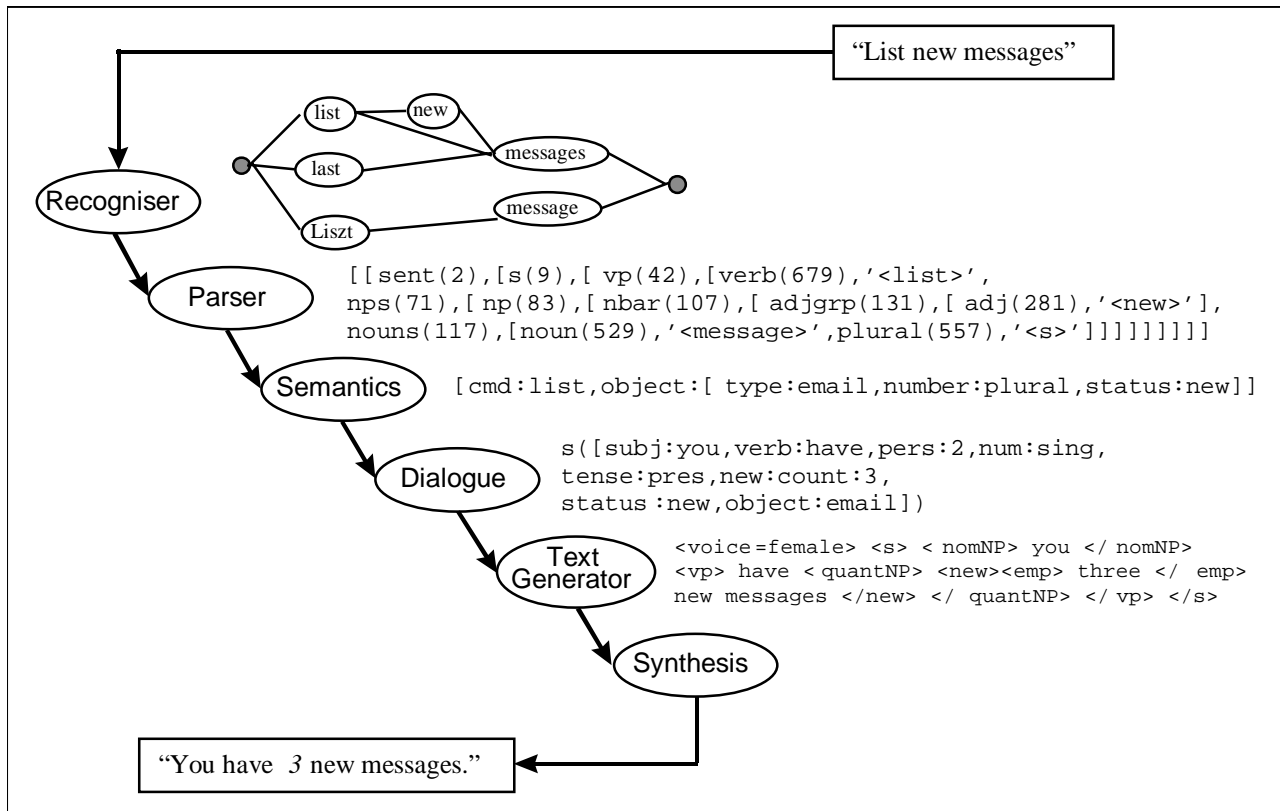 “List new messages”
list
new
last
messages
Liszt
message
Recogniser
Parser
[[sent(2),[s(9),[ vp(42),[verb(679),'<list>',
nps(71),[ np(83),[ nbar(107),[ adjgrp(131),[ adj(281),'<new>'],
nouns(117),[noun(529),'<message>',plural(557),'<s>']]]]]]]]]
Semantics
[cmd:list,object:[ type:email,number:plural,status:new]]
Dialogue
s([subj:you,verb:have,pers:2,num:sing,
tense:pres,new:count:3,
status :new,object:email])
Text
Generator
<voice =female> <s> < nomNP> you </ nomNP>
<vp> have < quantNP> <new><emp> three </ emp>
new messages </new> </ quantNP> </ vp> </s>
Synthesis
“You have 3 new messages.”